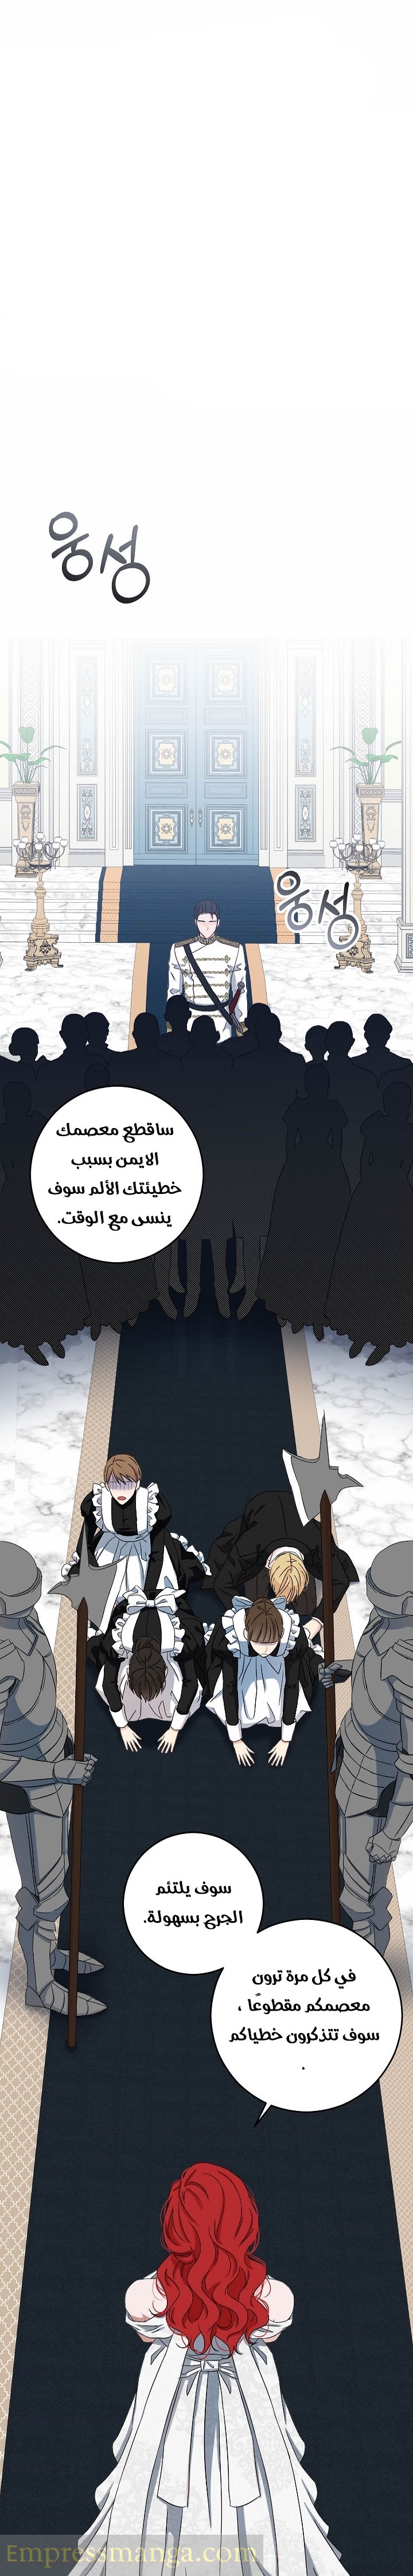 웅성
웅성
ساقطع معصمك
الايمن بسبب
خطيئتك الألم سوف
ينسى مع الوقت.
سوف يلتئم
الجرح بسهولة.
في كل مرة ترون
معصمكم مقطوعًا ،
سوف تتذكرون خطياكم
.
Empressmanga.com